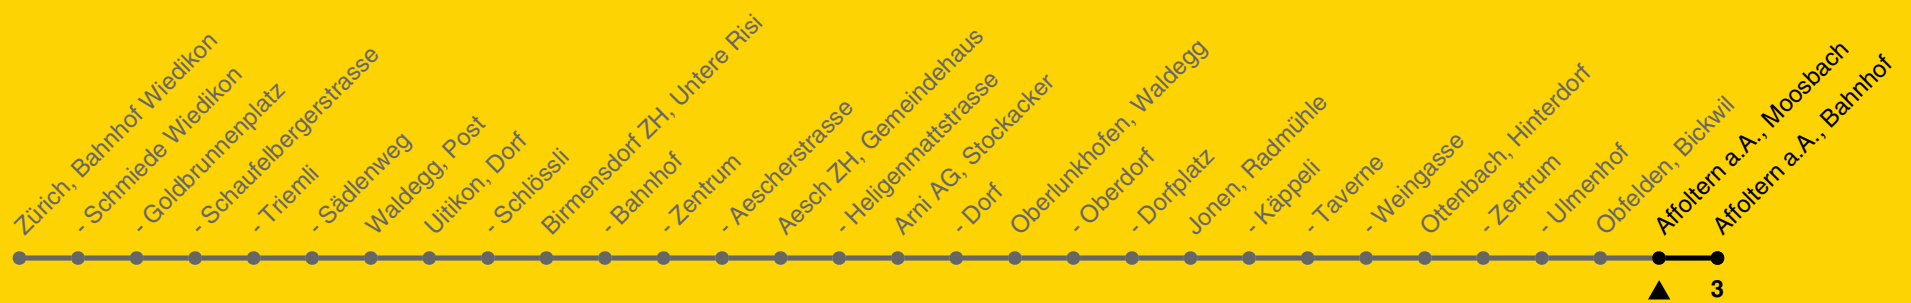 Zürich, Bahnhof Wiedikon
- Schmiede Wiedikon
- Goldbrunnenplatz
- Schaufelbergerstrasse
- Triemli
- Sädlenweg
Waldegg, Post
Uitikon, Dorf
- Schlössli
Birmensdorf ZH, Untere Risi
- Bahnhof
- Zentrum
- Aescherstrasse
Aesch ZH, Gemeindehaus
- Heligenmattstrasse
Arni AG, Stockacker
- Dorf
Oberlunkhofen, Waldegg
- Oberdorf
- Dorfplatz
Jonen, Radmühle
- Käppeli
- Taverne
- Weingasse
Ottenbach, Hinterdorf
- Zentrum
- Ulmenhof
Obfelden, Bickwil
Affoltern a.A., Moosbach
Affoltern a.A., Bahnhof
3